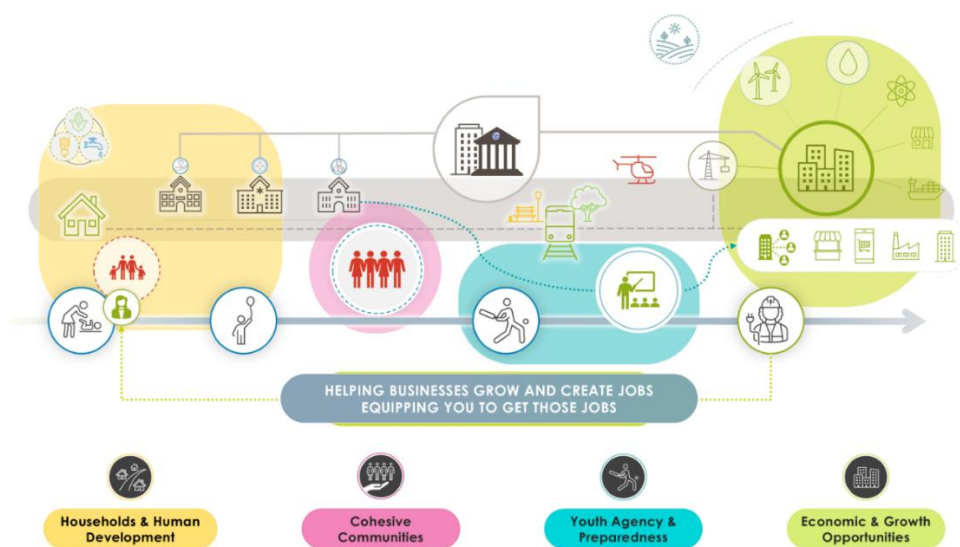 HELPING BUSINESSES GROW AND CREATE JOBS
EQUIPPING YOU TO GET THOSE JOBS
Households & Human
Development
Cohesive
Communities
Youth Agency &
Preparedness
Economic & Growth
Opportunities